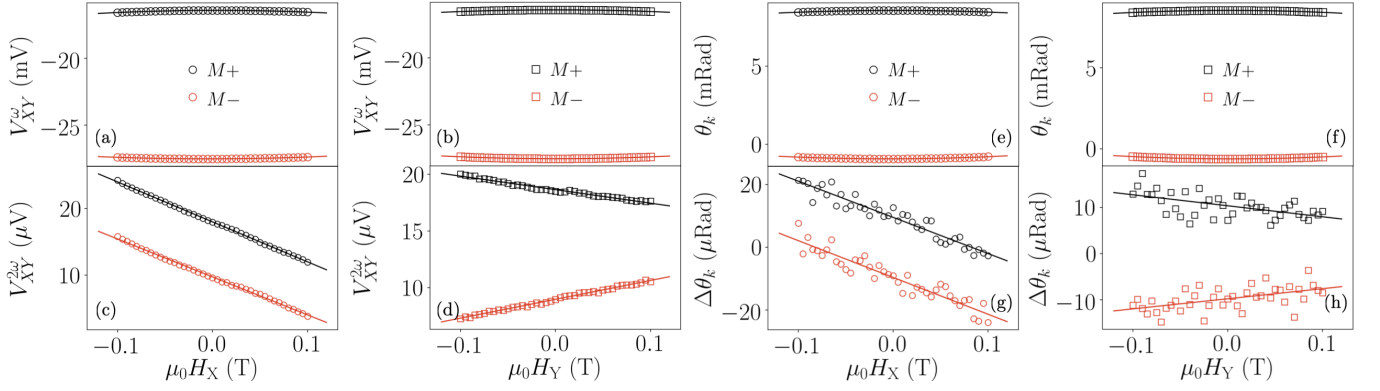 V^ω_XY (mV)
−20
−25
M+
M−
(a)
V^ω_XY (mV)
−20
−25
M+
M−
(b)
θ_k (mRad)
5
0
M+
M−
(e)
θ_k (mRad)
5
0
M+
M−
(f)
V^2ω_XY (μV)
20
10
(c)
−0.1 0.0 0.1
μ₀H_X (T)
V^2ω_XY (μV)
20
15
10
(d)
−0.1 0.0 0.1
μ₀H_Y (T)
Δθ_k (μRad)
20
0
−20
(g)
−0.1 0.0 0.1
μ₀H_X (T)
Δθ_k (μRad)
10
0
−10
(h)
−0.1 0.0 0.1
μ₀H_Y (T)